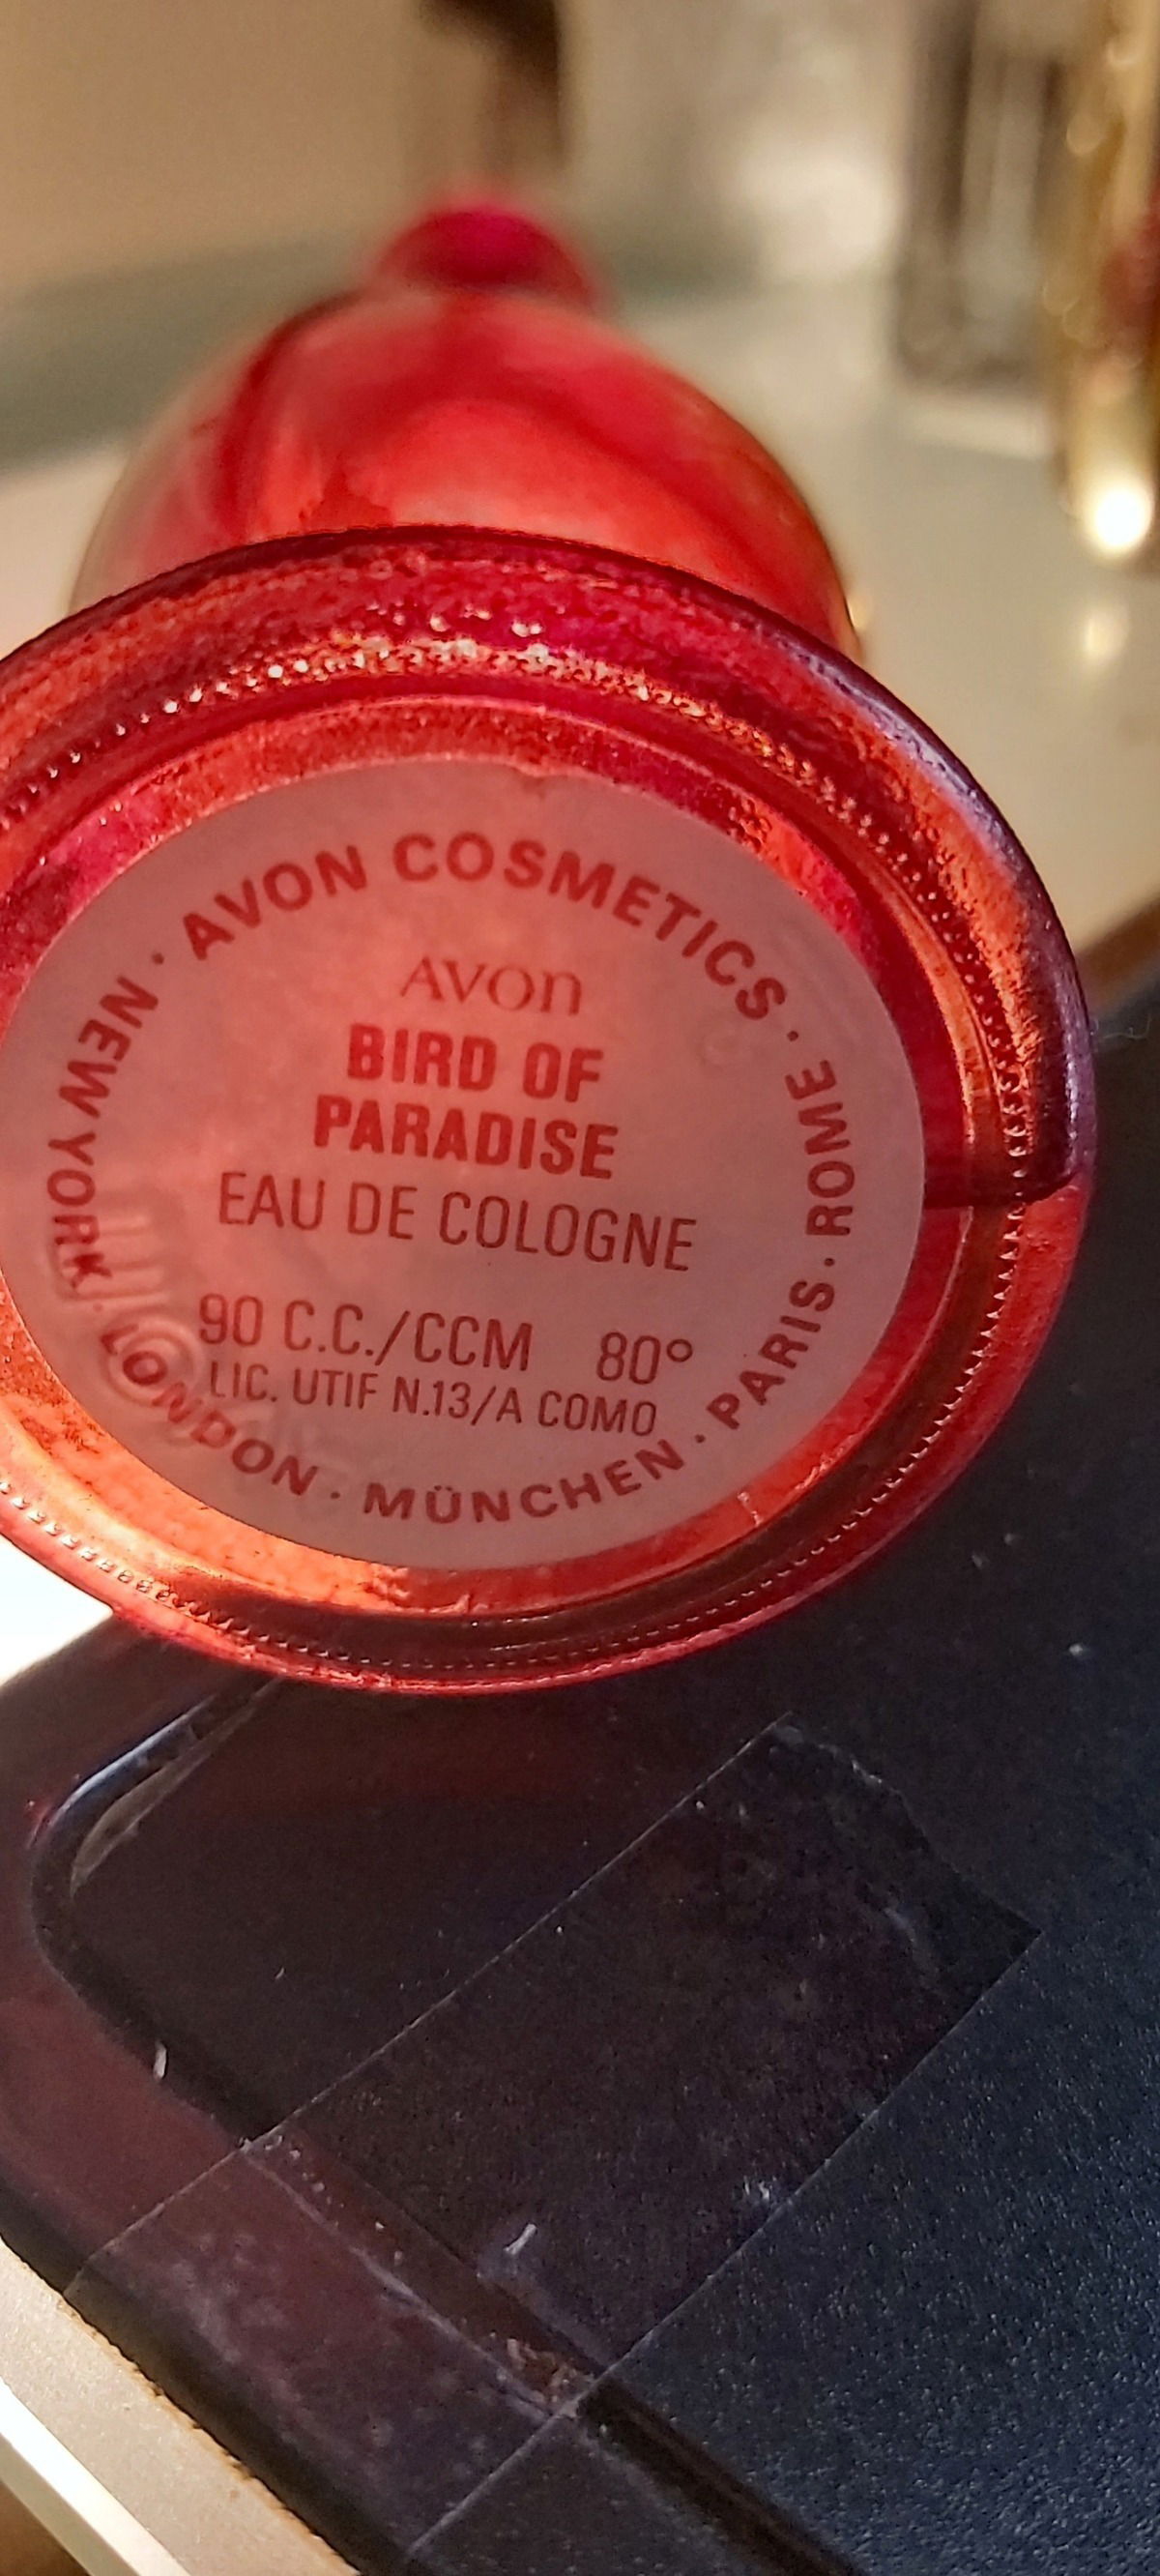 · AVON COSMETICS · ROME · PARIS · MÜNCHEN · LONDON · NEW YORK
AVON
BIRD OF
PARADISE
EAU DE COLOGNE
90 C.C./CCM 80°
LIC. UTIF N.13/A COMO